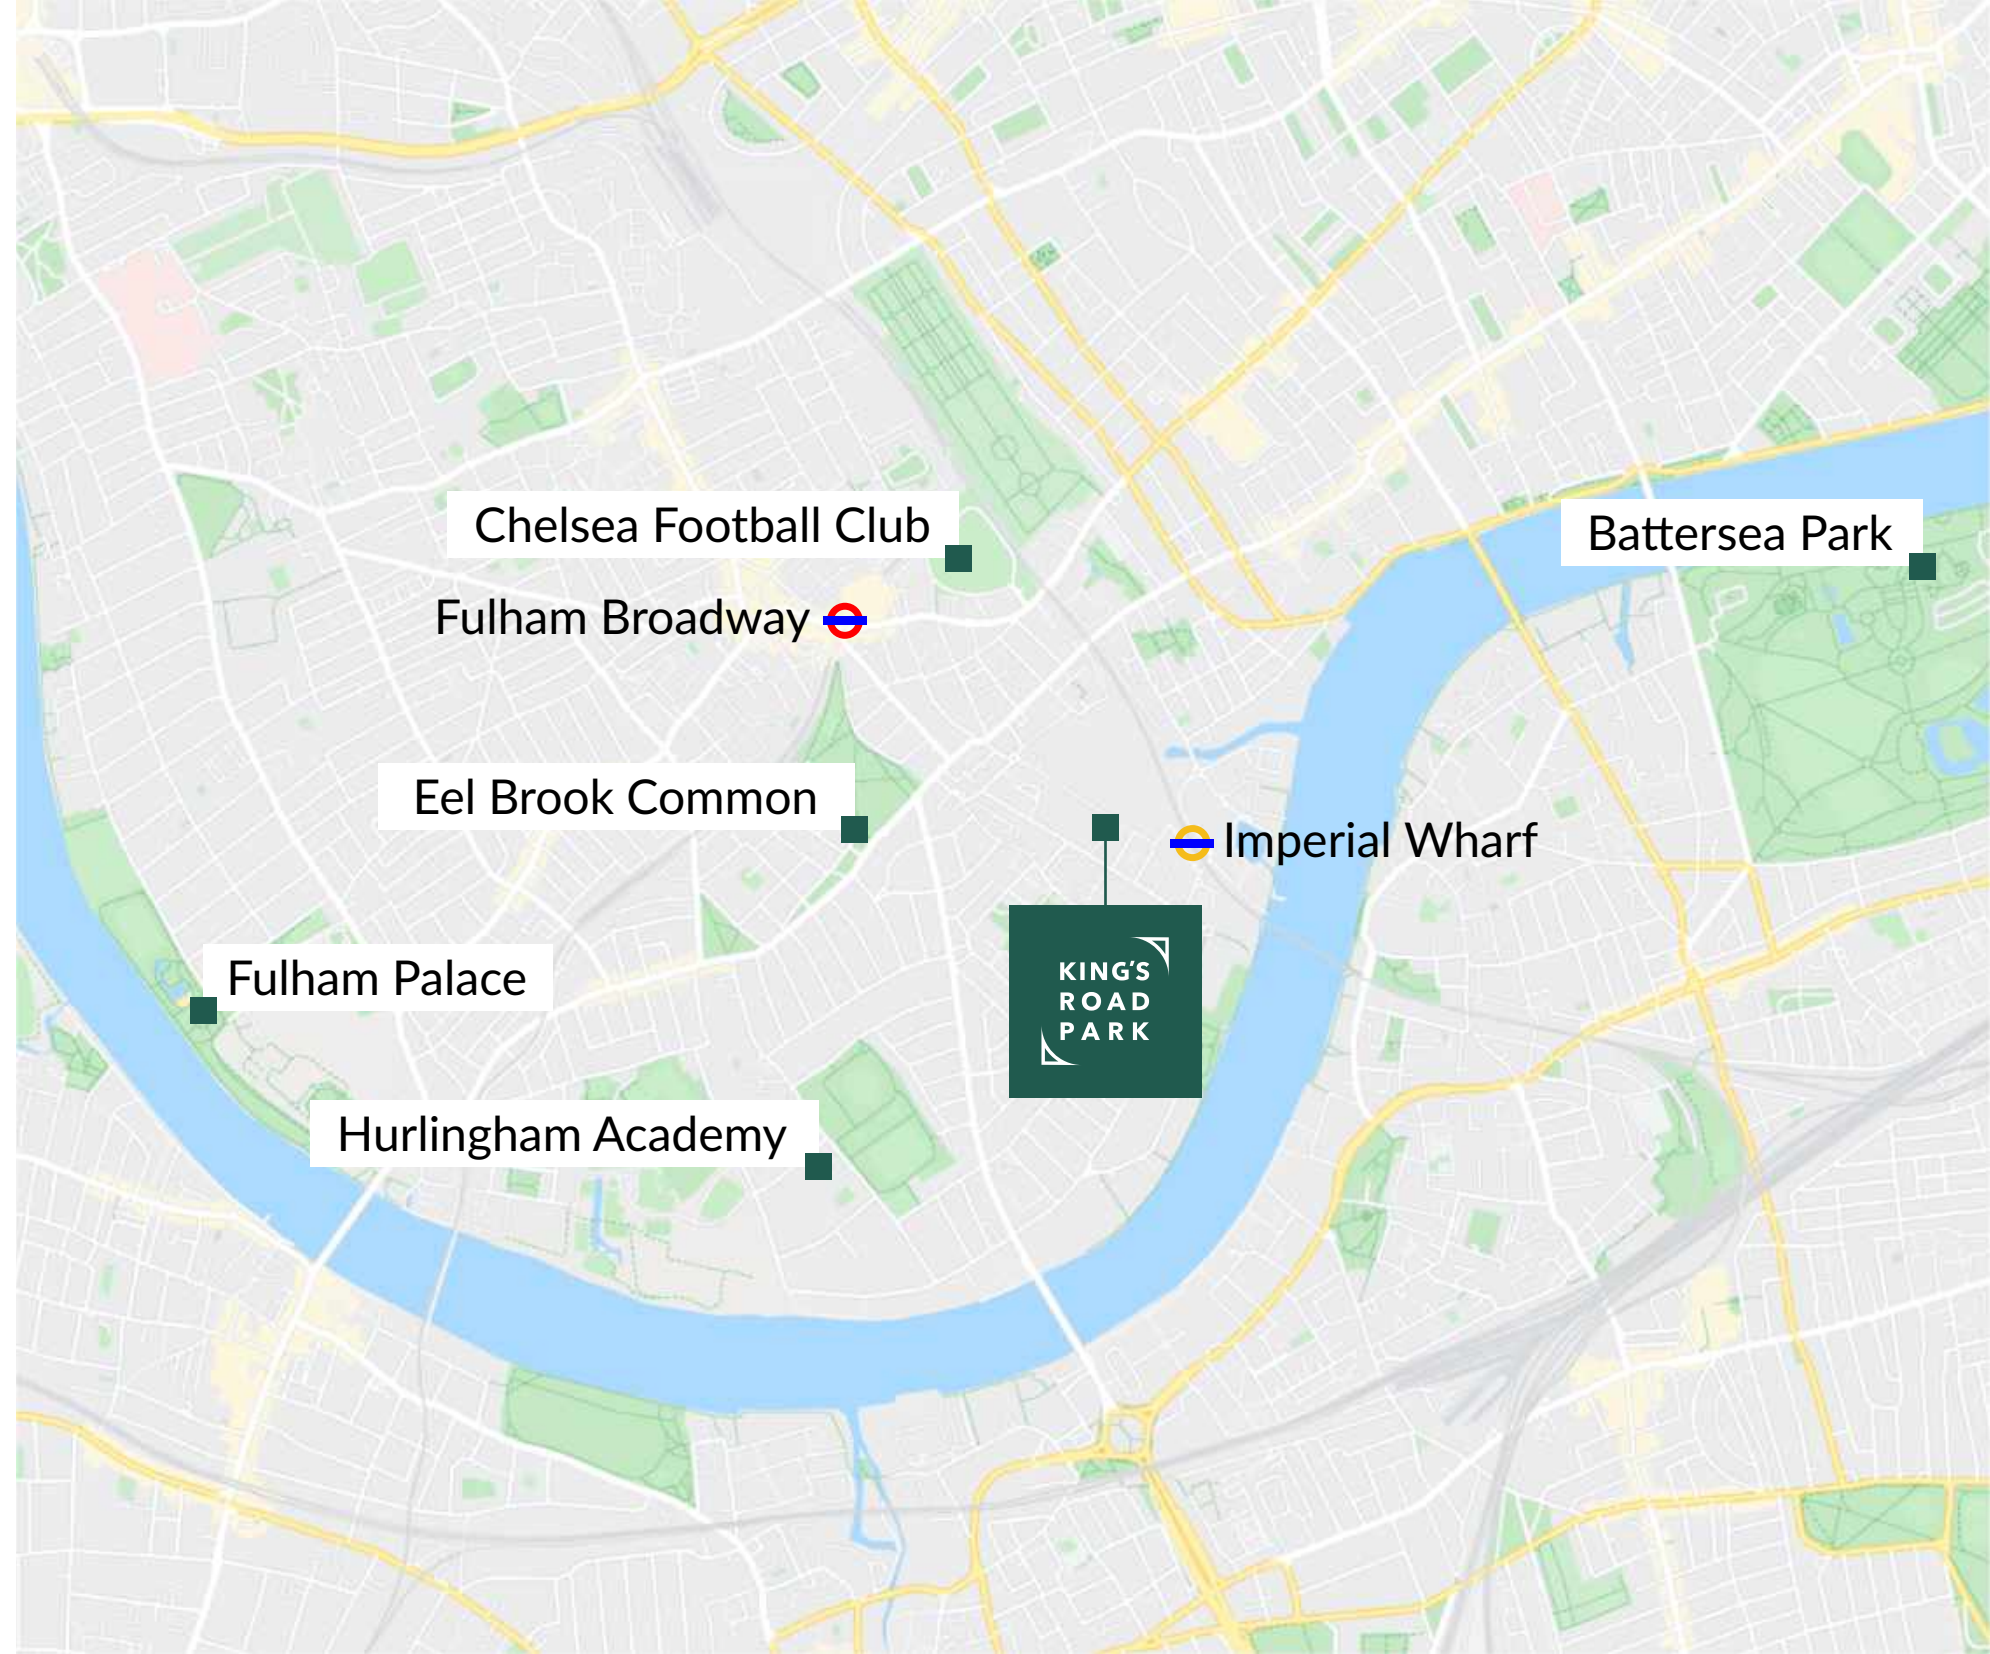 Chelsea Football Club
Battersea Park
Fulham Broadway
Eel Brook Common
Imperial Wharf
Fulham Palace
KING'S
ROAD
PARK
Hurlingham Academy